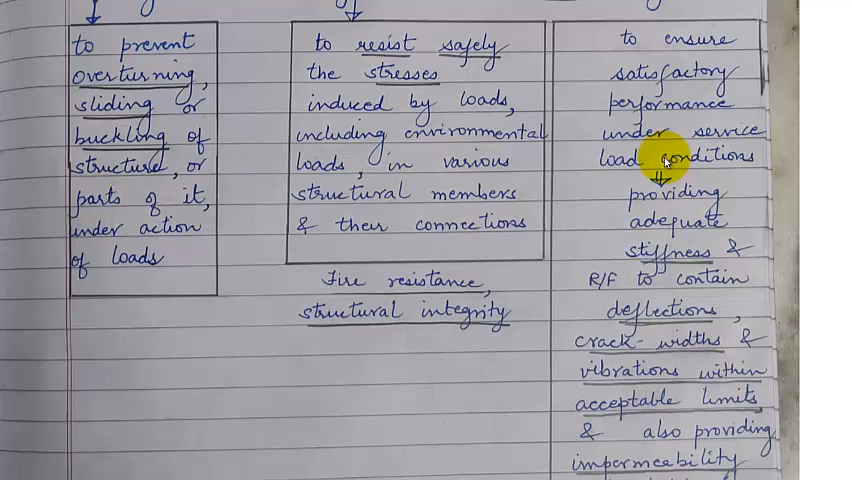 to prevent
overturning,
sliding or
buckling of
structure, or
parts of it,
under action
of loads
to resist safely
the stresses
induced by loads,
including environmental
loads, in various
structural members
& their connections
Fire resistance,
structural integrity
to ensure
satisfactory
performance
under service
load conditions
providing
adequate
stiffness &
R/F to contain
deflections,
crack-widths &
vibrations within
acceptable limits,
& also providing
impermeability